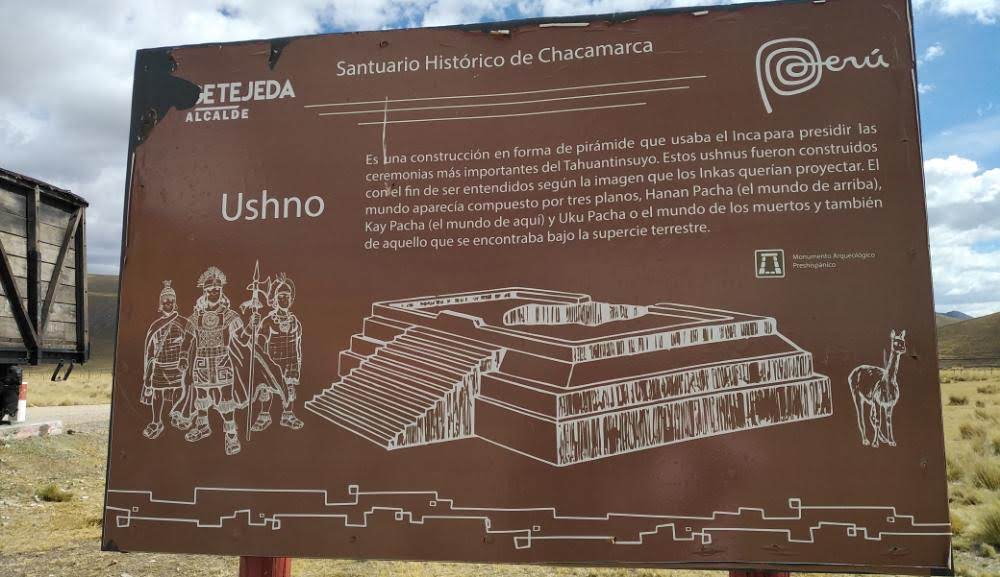 Santuario Histórico de Chacamarca
Perú
SETEJEDA
ALCALDE
Ushno
Es una construcción en forma de pirámide que usaba el Inca para presidir las
ceremonias más importantes del Tahuantinsuyo. Estos ushnus fueron construidos
con el fin de ser entendidos según la imagen que los Inkas querían proyectar. El
mundo aparecía compuesto por tres planos, Hanan Pacha (el mundo de arriba),
Kay Pacha (el mundo de aquí) y Uku Pacha o el mundo de los muertos y también
de aquello que se encontraba bajo la supercie terrestre.
Monumento Arqueológico
Preshispánico